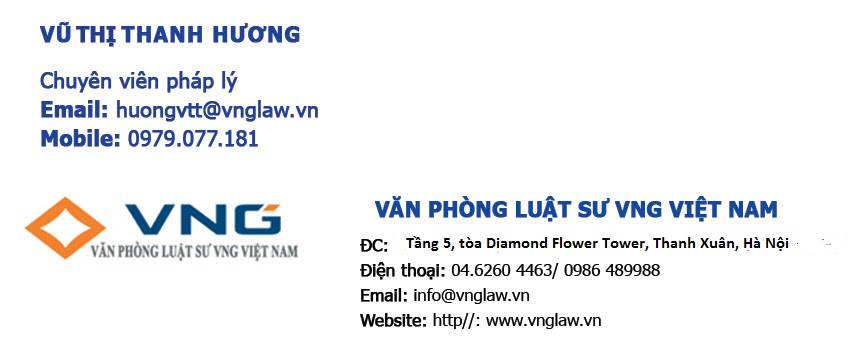 VŨ THỊ THANH HƯƠNG
Chuyên viên pháp lý
Email: huongvtt@vnglaw.vn
Mobile: 0979.077.181
VNG
VĂN PHÒNG LUẬT SƯ VNG VIỆT NAM
VĂN PHÒNG LUẬT SƯ VNG VIỆT NAM
ĐC: Tầng 5, tòa Diamond Flower Tower, Thanh Xuân, Hà Nội
Điện thoại: 04.6260 4463/ 0986 489988
Email: info@vnglaw.vn
Website: http//: www.vnglaw.vn